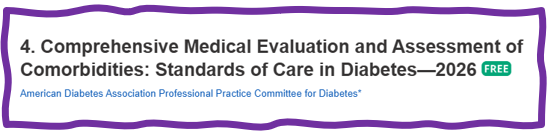 4. Comprehensive Medical Evaluation and Assessment of
Comorbidities: Standards of Care in Diabetes—2026 FREE
American Diabetes Association Professional Practice Committee for Diabetes*